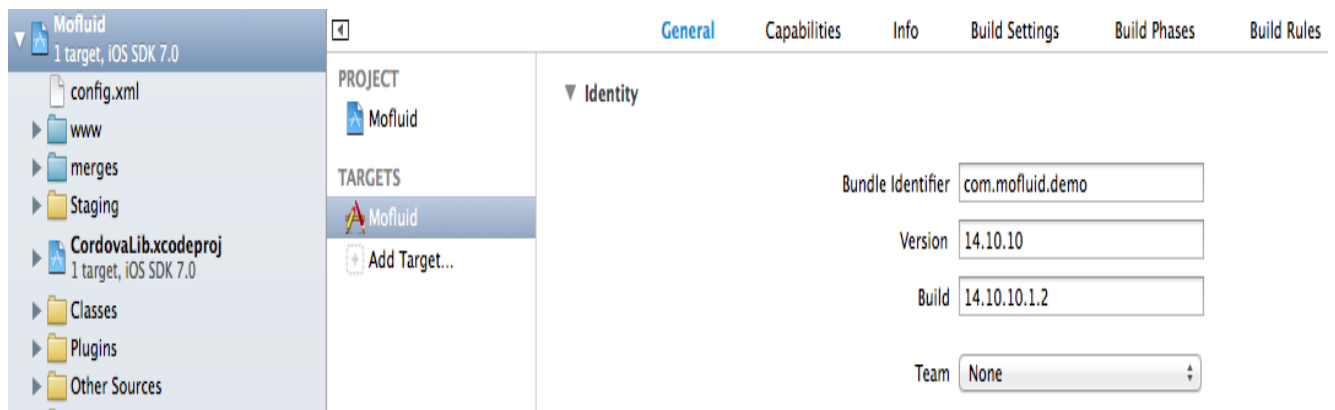 Mofluid
1 target, iOS SDK 7.0
config.xml
www
merges
Staging
CordovaLib.xcodeproj
1 target, iOS SDK 7.0
Classes
Plugins
Other Sources
PROJECT
Mofluid
TARGETS
Mofluid
Add Target...
General Capabilities Info Build Settings Build Phases Build Rules
Identity
Bundle Identifier com.mofluid.demo
Version 14.10.10
Build 14.10.10.1.2
Team None